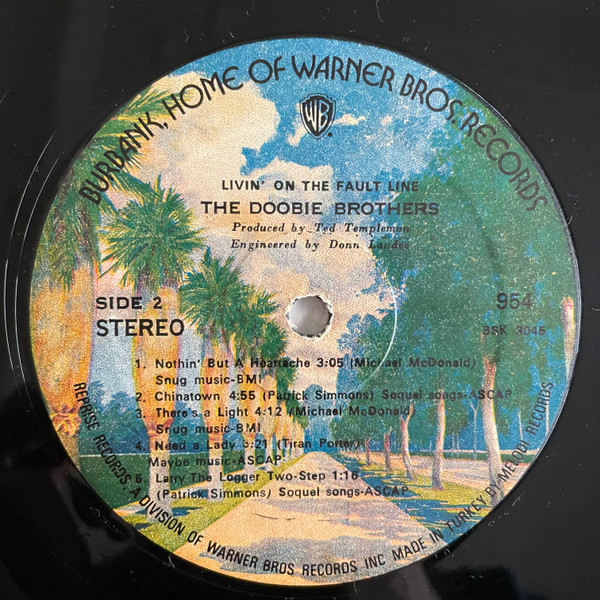 BURBANK, HOME OF WARNER BROS. RECORDS
WB
LIVIN' ON THE FAULT LINE
THE DOOBIE BROTHERS
Produced by Ted Templeman
Engineered by Donn Landee
SIDE 2
STEREO
954
BSK 3045
1. Nothin' But A Heartache 3:05 (Michael McDonald)
Snug music-BMI
2. Chinatown 4:55 (Patrick Simmons) Soquel songs-ASCAP
3. There's a Light 4:12 (Michael McDonald)
Snug music-BMI
4. Need a Lady 3:21 (Tiran Porter)
Maybe music-ASCAP
5. Larry The Logger Two-Step 1:16
(Patrick Simmons) Soquel songs-ASCAP
REPRISE RECORDS, A DIVISION OF WARNER BROS RECORDS INC MADE IN TURKEY BY MELODI RECORDS